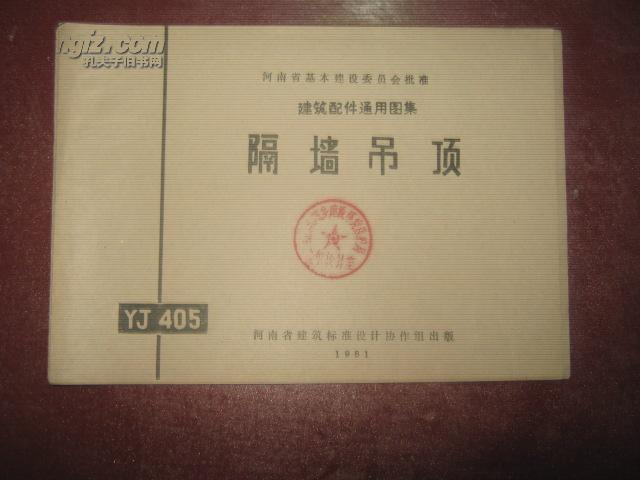 孔夫子旧书网
河南省基本建设委员会批准
建筑配件通用图集
隔墙吊顶
YJ 405
河南省建筑标准设计协作组出版
1981